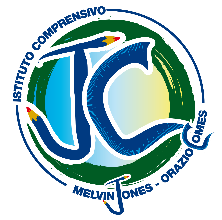 ISTITUTO COMPRENSIVO
JC
MELVIN JONES - ORAZIO COMES